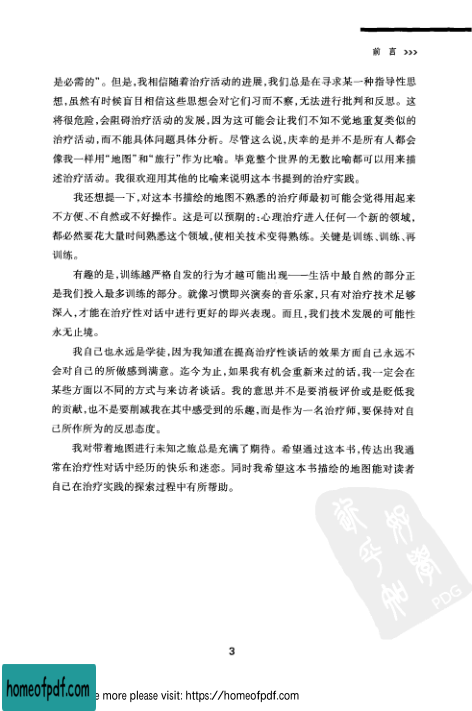 前 言 >>>
是必需的”。但是,我相信随着治疗活动的进展,我们总是在寻求某一种指导性思
想,虽然有时候盲目相信这些思想会对它们习而不察,无法进行批判和反思。这
将很危险,会阻碍治疗活动的发展,因为这可能会让我们不知不觉地重复类似的
治疗活动,而不能具体问题具体分析。尽管这么说,庆幸的是并不是所有人都会
像我一样用“地图”和“旅行”作为比喻。毕竟整个世界的无数比喻都可以用来描
述治疗活动。我很欢迎用其他的比喻来说明这本书提到的治疗实践。
我还想提一下,对这本书描绘的地图不熟悉的治疗师最初可能会觉得用起来
不方便、不自然或不好操作。这是可以预期的:心理治疗进入任何一个新的领域,
都必然要花大量时间熟悉这个领域,使相关技术变得熟练。关键是训练、训练、再
训练。
有趣的是,训练越严格自发的行为才越可能出现——生活中最自然的部分正
是我们投入最多训练的部分。就像习惯即兴演奏的音乐家,只有对治疗技术足够
深入,才能在治疗性对话中进行更好的即兴表现。而且,我们技术发展的可能性
永无止境。
我自己也永远是学徒,因为我知道在提高治疗性谈话的效果方面自己永远不
会对自己的所做感到满意。迄今为止,如果我有机会重新来过的话,我一定会在
某些方面以不同的方式与来访者谈话。我的意思并不是要消极评价或是贬低我
的贡献,也不是要削减我在其中感受到的乐趣,而是作为一名治疗师,要保持对自
己所作所为的反思态度。
我对带着地图进行未知之旅总是充满了期待。希望通过这本书,传达出我通
常在治疗性对话中经历的快乐和迷恋。同时我希望这本书描绘的地图能对读者
自己在治疗实践的探索过程中有所帮助。
PDG
3
homeofpdf.com
e more please visit: https://homeofpdf.com